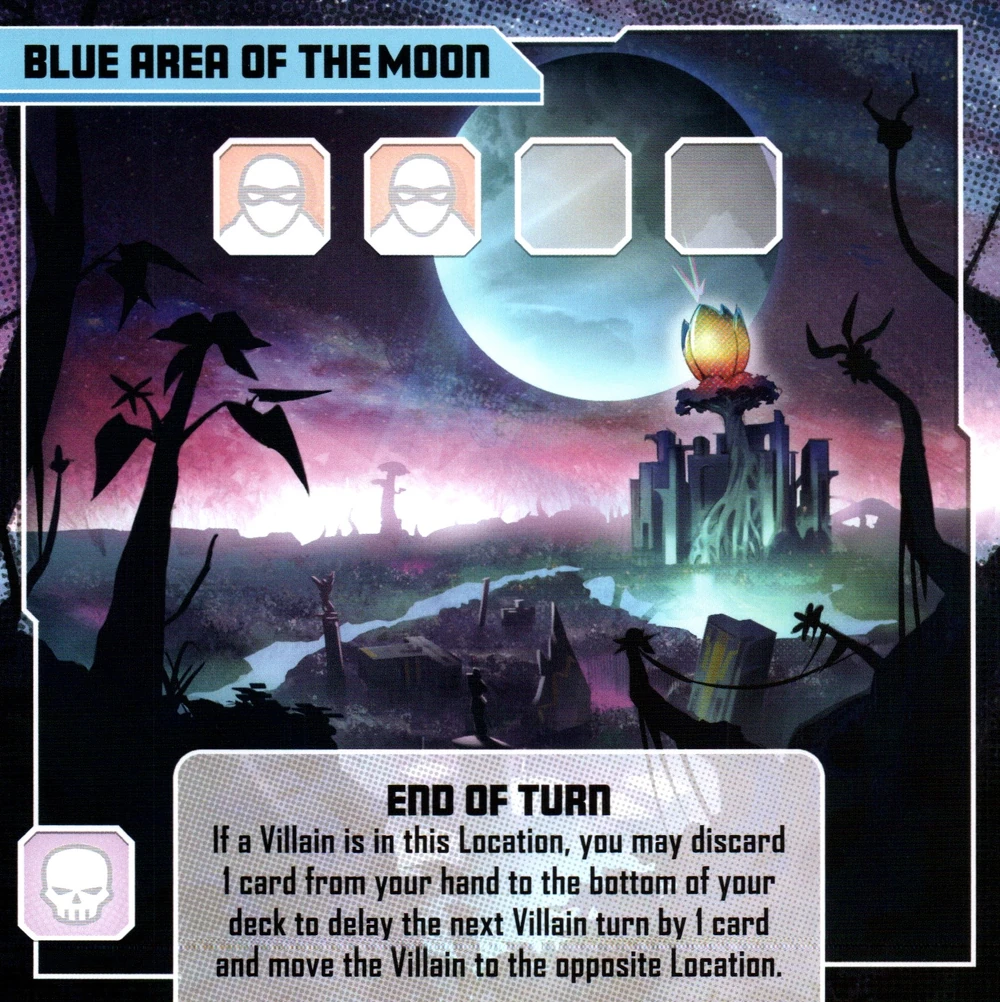 BLUE AREA OF THE MOON
END OF TURN
If a Villain is in this Location, you may discard
1 card from your hand to the bottom of your
deck to delay the next Villain turn by 1 card
and move the Villain to the opposite Location.